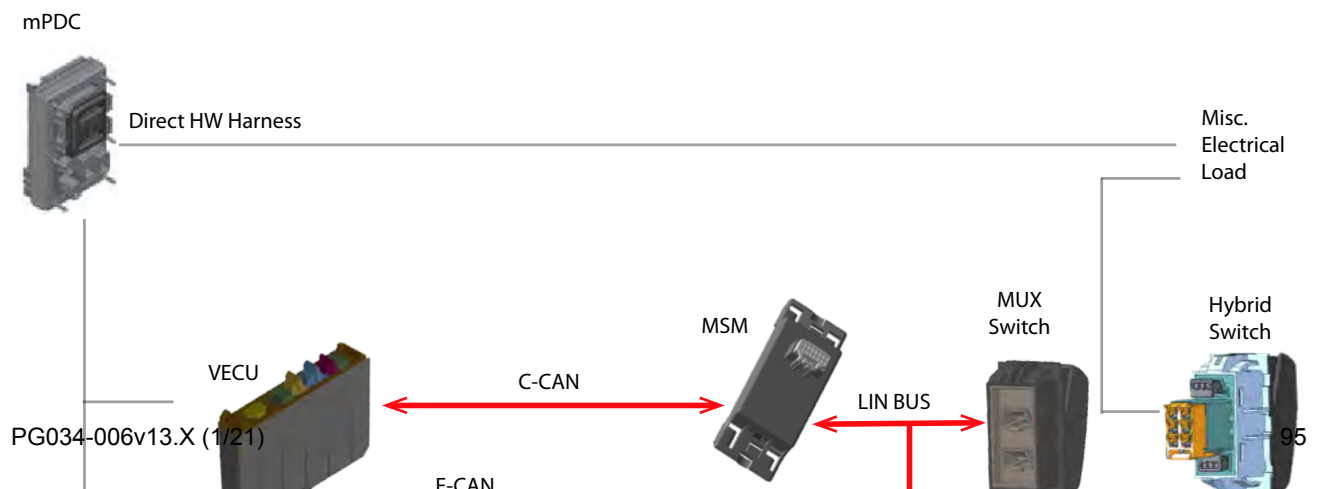 mPDC
Direct HW Harness
Misc.
Electrical
Load
MUX
Switch
Hybrid
Switch
MSM
VECU
C-CAN
LIN BUS
PG034-006v13.X (1/21)
95